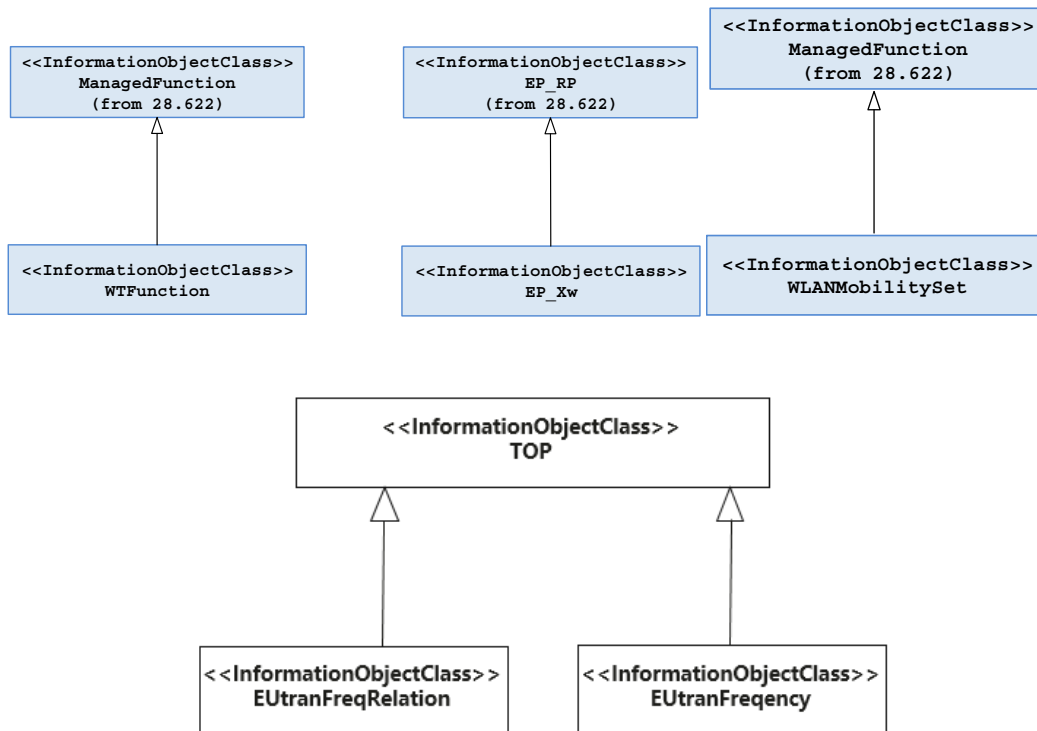 <<InformationObjectClass>>
ManagedFunction
(from 28.622)
<<InformationObjectClass>>
EP_RP
(from 28.622)
<<InformationObjectClass>>
ManagedFunction
(from 28.622)
<<InformationObjectClass>>
WTFunction
<<InformationObjectClass>>
EP_Xw
<<InformationObjectClass>>
WLANMobilitySet
<<InformationObjectClass>>
TOP
<<InformationObjectClass>>
EUtranFreqRelation
<<InformationObjectClass>>
EUtranFreqency